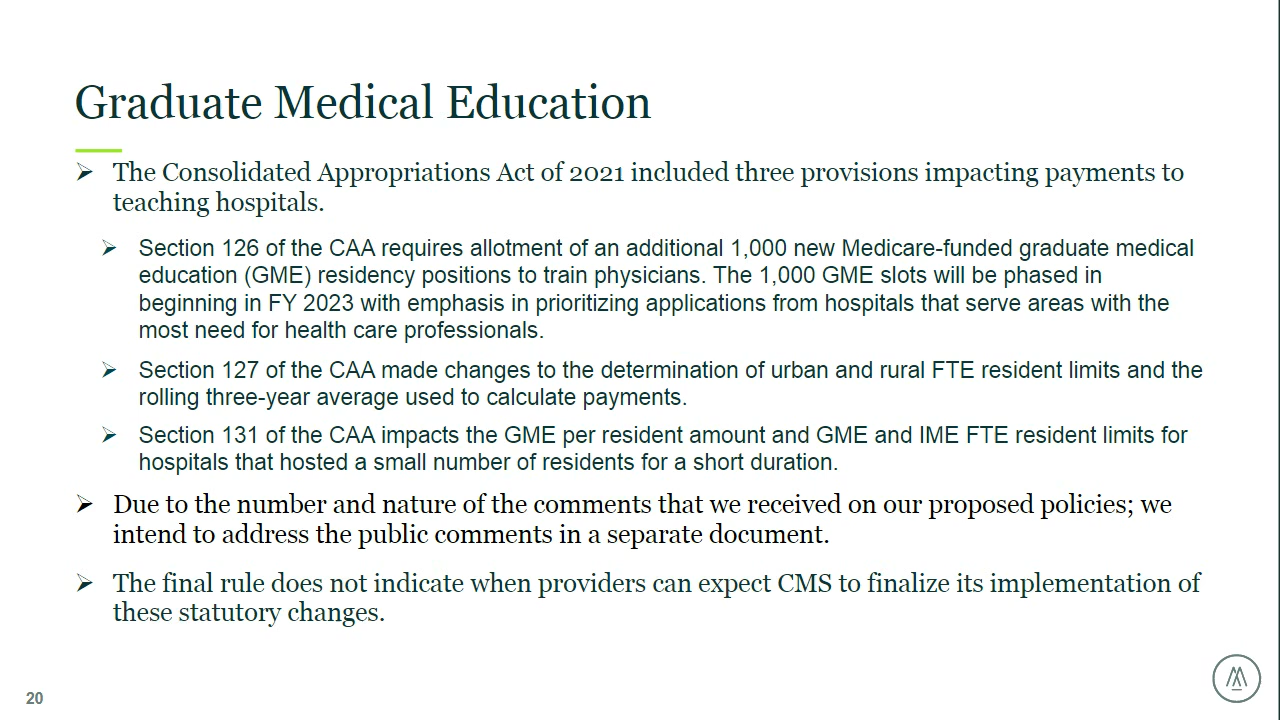 Graduate Medical Education
The Consolidated Appropriations Act of 2021 included three provisions impacting payments to
teaching hospitals.
Section 126 of the CAA requires allotment of an additional 1,000 new Medicare-funded graduate medical
education (GME) residency positions to train physicians. The 1,000 GME slots will be phased in
beginning in FY 2023 with emphasis in prioritizing applications from hospitals that serve areas with the
most need for health care professionals.
Section 127 of the CAA made changes to the determination of urban and rural FTE resident limits and the
rolling three-year average used to calculate payments.
Section 131 of the CAA impacts the GME per resident amount and GME and IME FTE resident limits for
hospitals that hosted a small number of residents for a short duration.
Due to the number and nature of the comments that we received on our proposed policies; we
intend to address the public comments in a separate document.
The final rule does not indicate when providers can expect CMS to finalize its implementation of
these statutory changes.
20